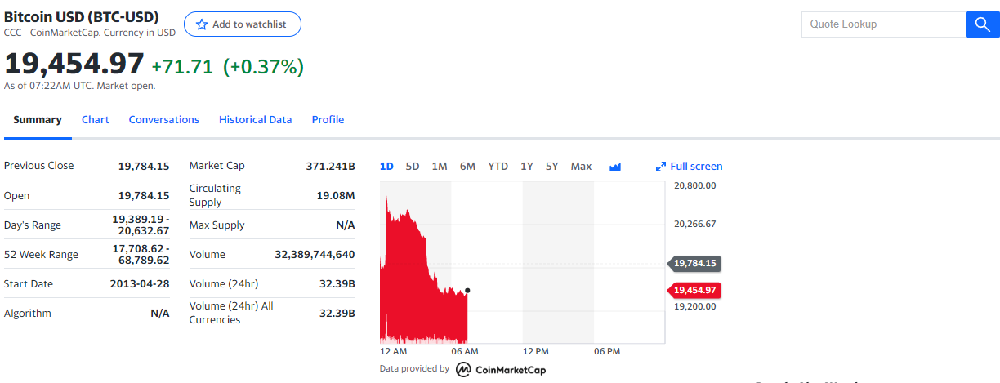 Bitcoin USD (BTC-USD)
CCC - CoinMarketCap. Currency in USD
Add to watchlist
Quote Lookup
19,454.97 +71.71 (+0.37%)
As of 07:22AM UTC. Market open.
Summary Chart Conversations Historical Data Profile
Previous Close 19,784.15
Open 19,784.15
Day's Range 19,389.19 -
20,632.67
52 Week Range 17,708.62 -
68,789.62
Start Date 2013-04-28
Algorithm N/A
Market Cap 371.241B
Circulating
Supply 19.08M
Max Supply N/A
Volume 32,389,744,640
Volume (24hr) 32.39B
Volume (24hr) All
Currencies 32.39B
1D 5D 1M 6M YTD 1Y 5Y Max Full screen
20,800.00
20,266.67
19,784.15
19,454.97
19,200.00
12 AM 06 AM 12 PM 06 PM
Data provided by CoinMarketCap